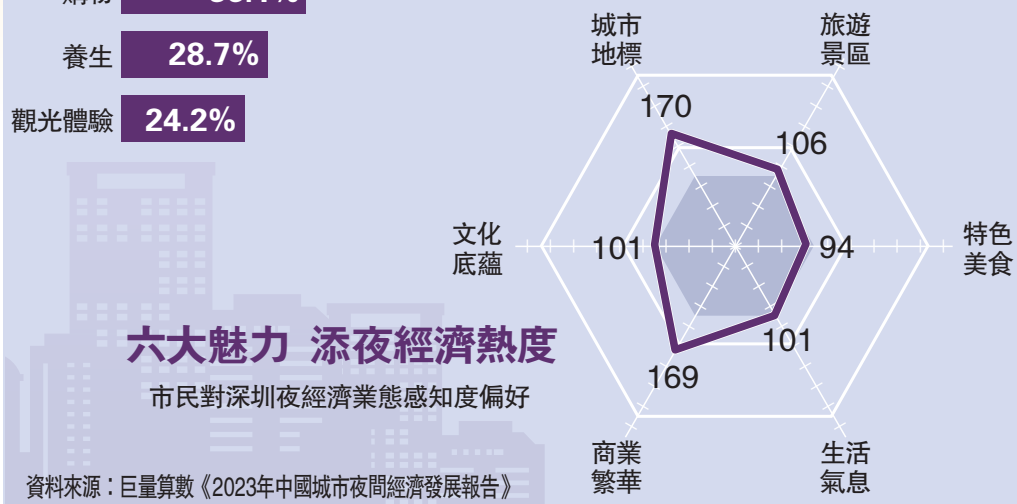 養生 28.7%
觀光體驗 24.2%
城市
地標
旅遊
景區
170
106
文化
底蘊
101
94
特色
美食
101
169
商業
繁華
生活
氣息
六大魅力 添夜經濟熱度
市民對深圳夜經濟業態感知度偏好
資料來源：巨量算數《2023年中國城市夜間經濟發展報告》